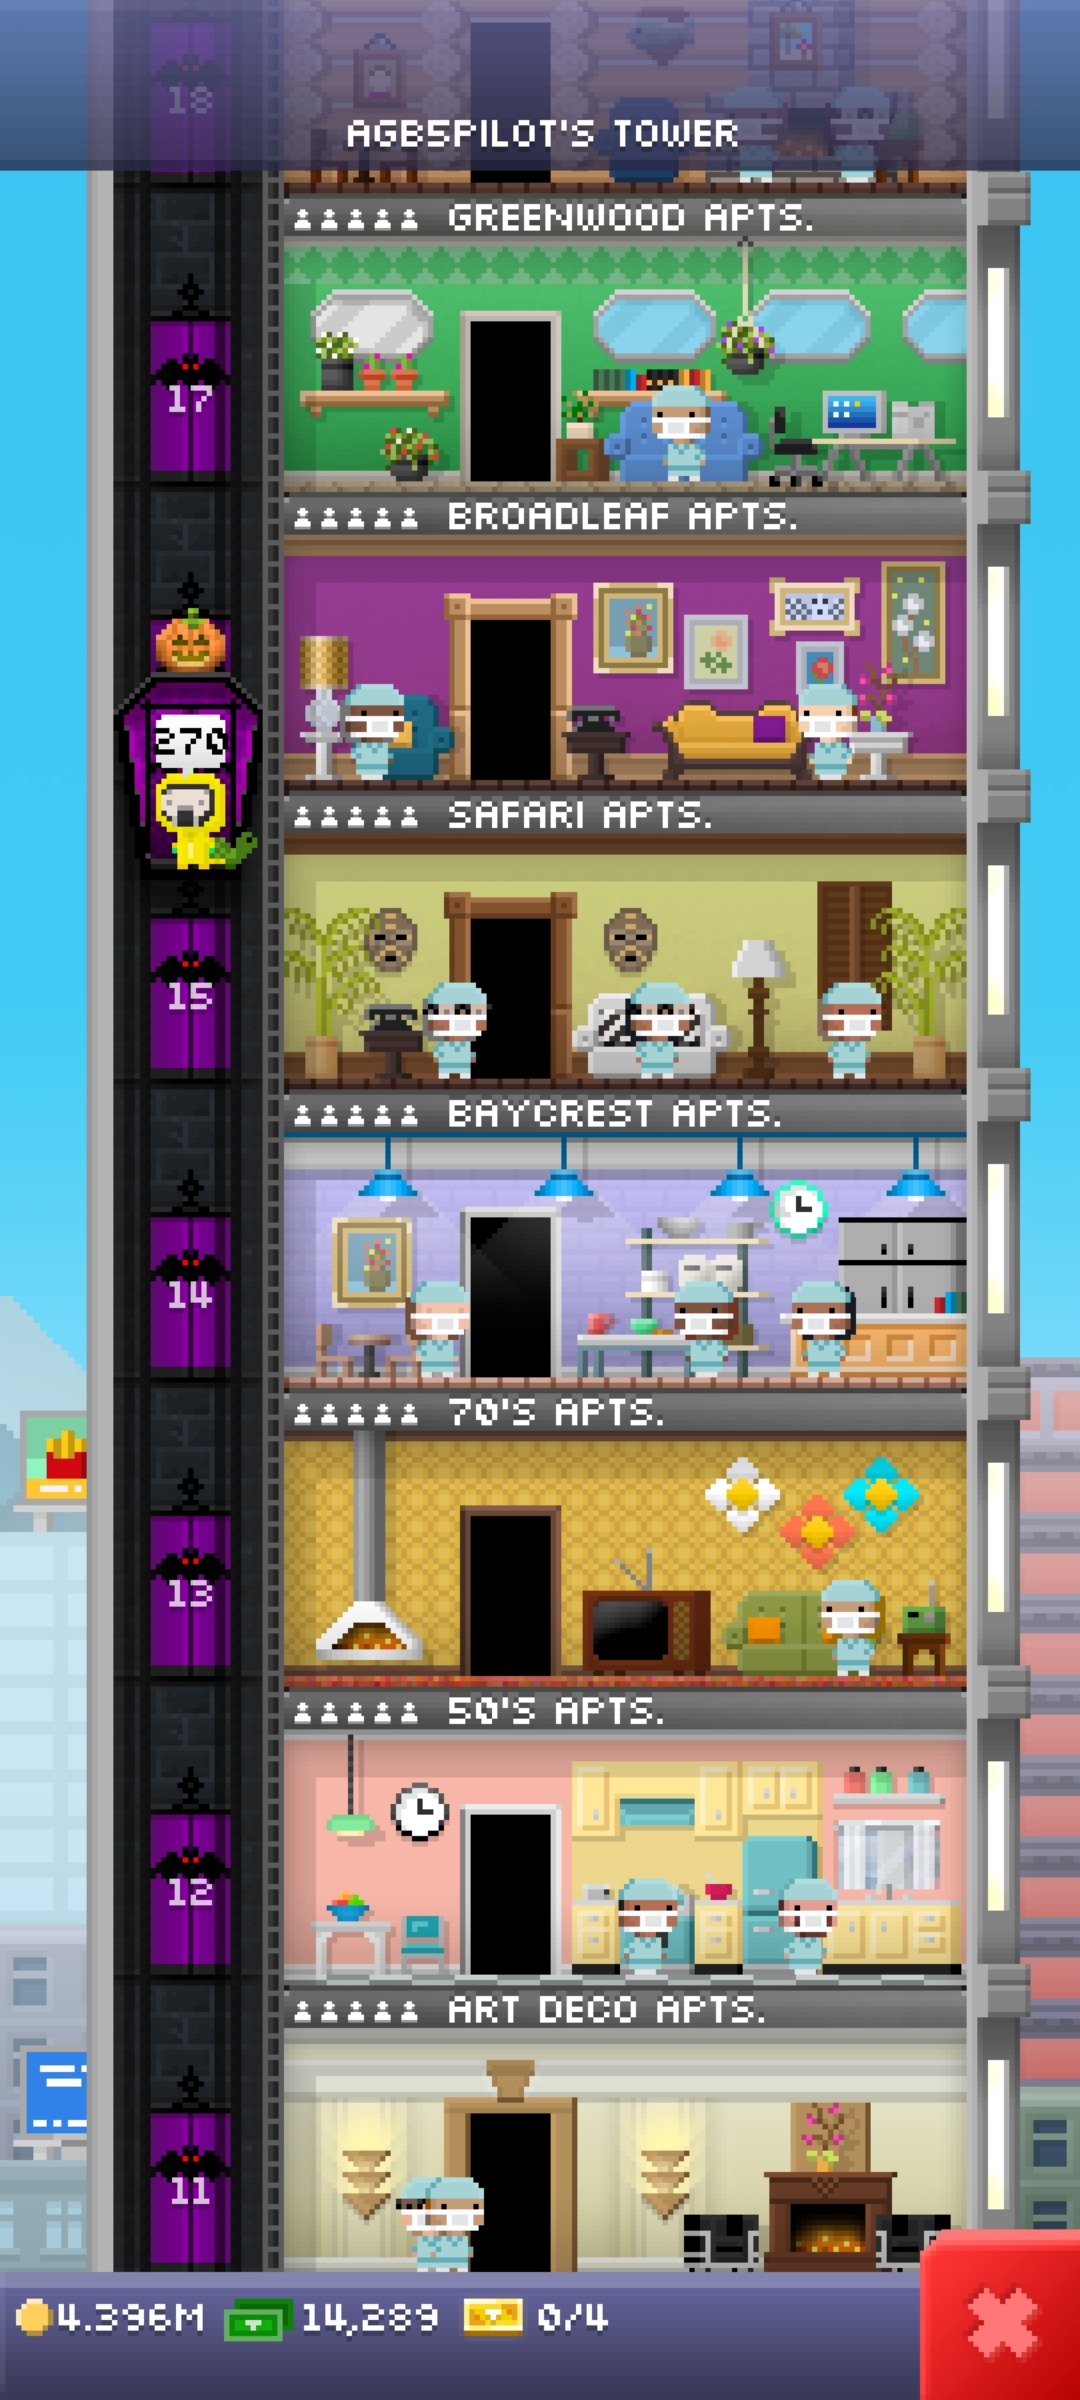 18
AGB5PILOT'S TOWER
GREENWOOD APTS.
17
BROADLEAF APTS.
270
SAFARI APTS.
15
BAYCREST APTS.
14
70'S APTS.
13
50'S APTS.
12
ART DECO APTS.
11
4.396M 14,289 0/4